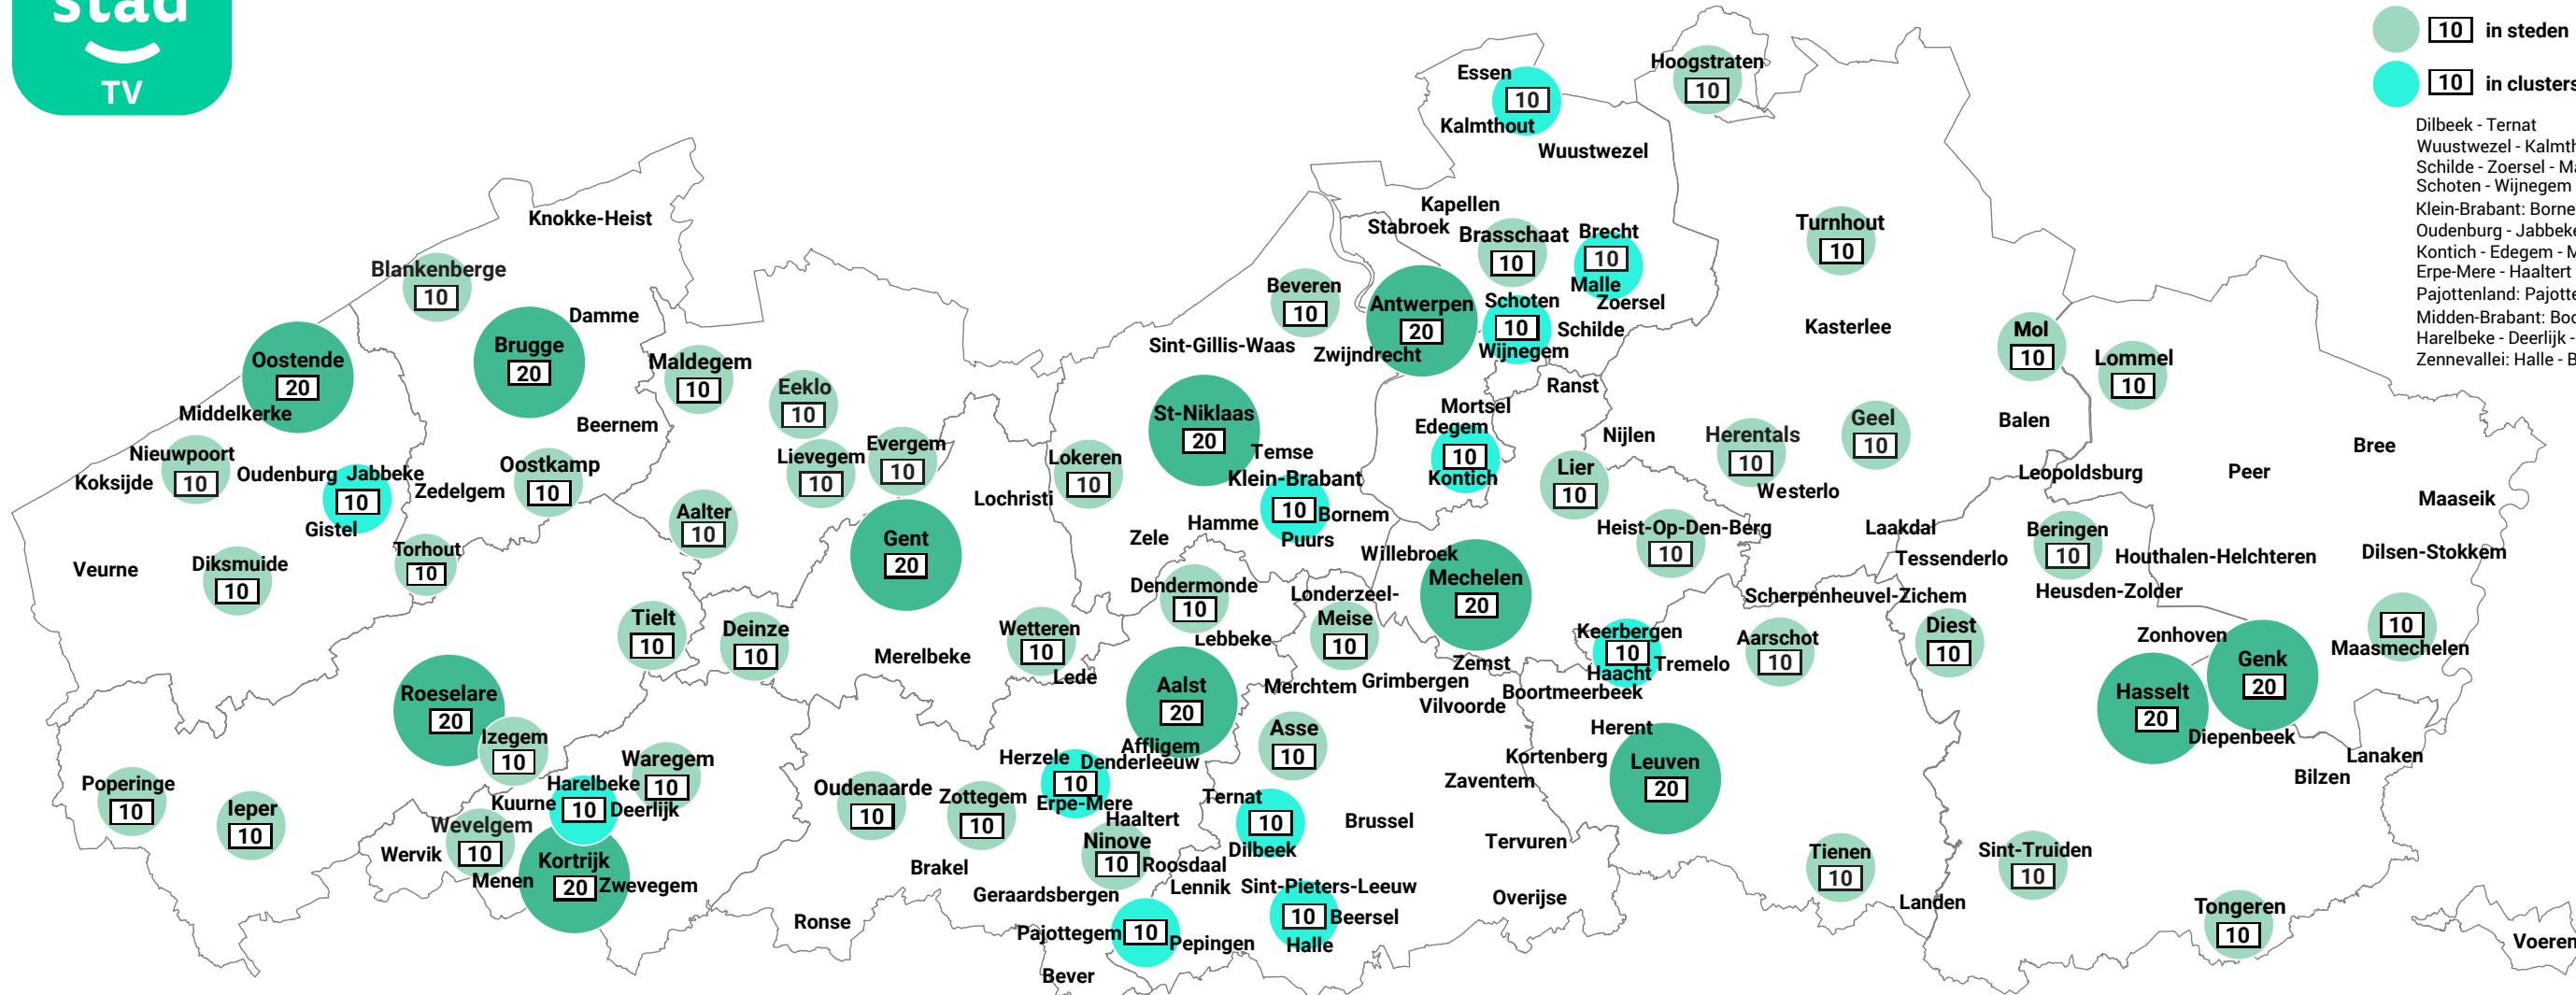 stad
TV
10 in steden
10 in clusters
Dilbeek - Ternat
Wuustwezel - Kalmth
Schilde - Zoersel - Ma
Schoten - Wijnegem
Klein-Brabant: Borne
Oudenburg - Jabbeke
Kontich - Edegem - M
Erpe-Mere - Haaltert
Pajottenland: Pajotte
Midden-Brabant: Boo
Harelbeke - Deerlijk -
Zennevallei: Halle - B
Essen
10
Kalmthout
Wuustwezel
Hoogstraten
10
Knokke-Heist
Blankenberge
10
Damme
Brugge
20
Oostende
20
Middelkerke
Beernem
Nieuwpoort
10
Koksijde
Oudenburg Jabbeke
10
Gistel
Zedelgem
Oostkamp
10
Torhout
10
Veurne
Diksmuide
10
Maldegem
10
Eeklo
10
Lievegem
10
Evergem
10
Aalter
10
Gent
20
Lochristi
Lokeren
10
Tielt
10
Deinze
10
Merelbeke
Wetteren
10
Lede
Roeselare
20
Izegem
10
Poperinge
10
Ieper
10
Waregem
10
Harelbeke
10
Kuurne
Deerlijk
Wevelgem
10
Wervik
Menen
Kortrijk
20
Zwevegem
Oudenaarde
10
Zottegem
10
Brakel
Ronse
Geraardsbergen
Herzele
10
Erpe-Mere
Haaltert
Ninove
10
Roosdaal
Lennik
Pajottegem
10
Pepingen
Bever
Kapellen
Stabroek
Brasschaat
10
Brecht
10
Malle
Zoersel
Beveren
10
Antwerpen
20
Schoten
10
Wijnegem
Schilde
Sint-Gillis-Waas
Zwijndrecht
Ranst
St-Niklaas
20
Temse
Mortsel
Edegem
10
Kontich
Klein-Brabant
10
Bornem
Puurs
Hamme
Zele
Willebroek
Nijlen
Lier
10
Heist-Op-Den-Berg
10
Dendermonde
10
Lebbeke
Londerzeel-
Meise
10
Mechelen
20
Zemst
Merchtem
Grimbergen
Vilvoorde
Aalst
20
Affligem
Denderleeuw
Asse
10
Ternat
10
Dilbeek
Brussel
Sint-Pieters-Leeuw
10
Beersel
Halle
Keerbergen
10
Haacht
Tremelo
Boortmeerbeek
Herent
Kortenberg
Zaventem
Leuven
20
Tervuren
Overijse
Turnhout
10
Kasterlee
Mol
10
Lommel
10
Balen
Geel
10
Herentals
10
Westerlo
Laakdal
Tessenderlo
Leopoldsburg
Peer
Bree
Maaseik
Beringen
10
Houthalen-Helchteren
Dilsen-Stokkem
Heusden-Zolder
Scherpenheuvel-Zichem
Aarschot
10
Diest
10
Zonhoven
10
Maasmechelen
Genk
20
Hasselt
20
Diepenbeek
Lanaken
Bilzen
Tienen
10
Landen
Sint-Truiden
10
Tongeren
10
Voeren